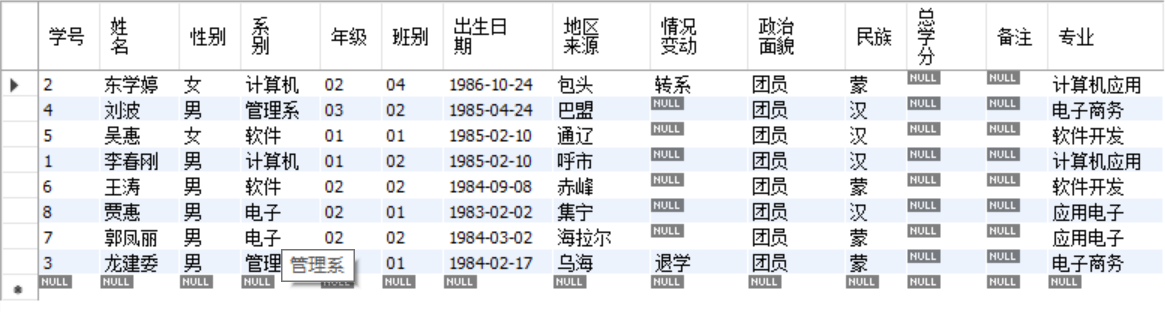 学号 姓名 性别 系别 年级 班别 出生日期 地区来源 情况变动 政治面貌 民族 总学分 备注 专业
2 东学婷 女 计算机 02 04 1986-10-24 包头 转系 团员 蒙 NULL NULL 计算机应用
4 刘波 男 管理系 03 02 1985-04-24 巴盟 NULL 团员 汉 NULL NULL 电子商务
5 吴惠 女 软件 01 01 1985-02-10 通辽 NULL 团员 汉 NULL NULL 软件开发
1 李春刚 男 计算机 01 02 1985-02-10 呼市 NULL 团员 汉 NULL NULL 计算机应用
6 王涛 男 软件 02 02 1984-09-08 赤峰 NULL 团员 蒙 NULL NULL 软件开发
8 贾惠 男 电子 02 01 1983-02-02 集宁 NULL 团员 汉 NULL NULL 应用电子
7 郭凤丽 男 电子 02 02 1984-03-02 海拉尔 NULL 团员 蒙 NULL NULL 应用电子
3 龙建委 男 管理 管理系 01 1984-02-17 乌海 退学 团员 蒙 NULL NULL 电子商务
NULL NULL NULL NULL NULL NULL NULL NULL NULL NULL NULL NULL NULL NULL